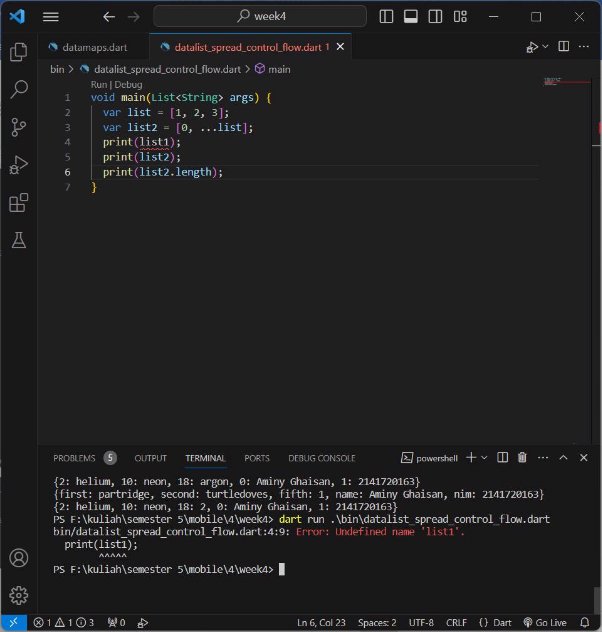 week4
datamaps.dart
datalist_spread_control_flow.dart 1
bin > datalist_spread_control_flow.dart > main
Run | Debug
1 void main(List<String> args) {
2 var list = [1, 2, 3];
3 var list2 = [0, ...list];
4 print(list1);
5 print(list2);
6 print(list2.length);
7 }
PROBLEMS 5 OUTPUT TERMINAL PORTS DEBUG CONSOLE powershell
{2: helium, 10: neon, 18: argon, 0: Aminy Ghaisan, 1: 2141720163}
{first: partridge, second: turtledoves, fifth: 1, name: Aminy Ghaisan, nim: 2141720163}
{2: helium, 10: neon, 18: 2, 0: Aminy Ghaisan, 1: 2141720163}
PS F:\kuliah\semester 5\mobile\4\week4> dart run .\bin\datalist_spread_control_flow.dart
bin/datalist_spread_control_flow.dart:4:9: Error: Undefined name 'list1'.
print(list1);
^^^^^
PS F:\kuliah\semester 5\mobile\4\week4>
1 1 3 0 Ln 6, Col 23 Spaces: 2 UTF-8 CRLF {} Dart Go Live